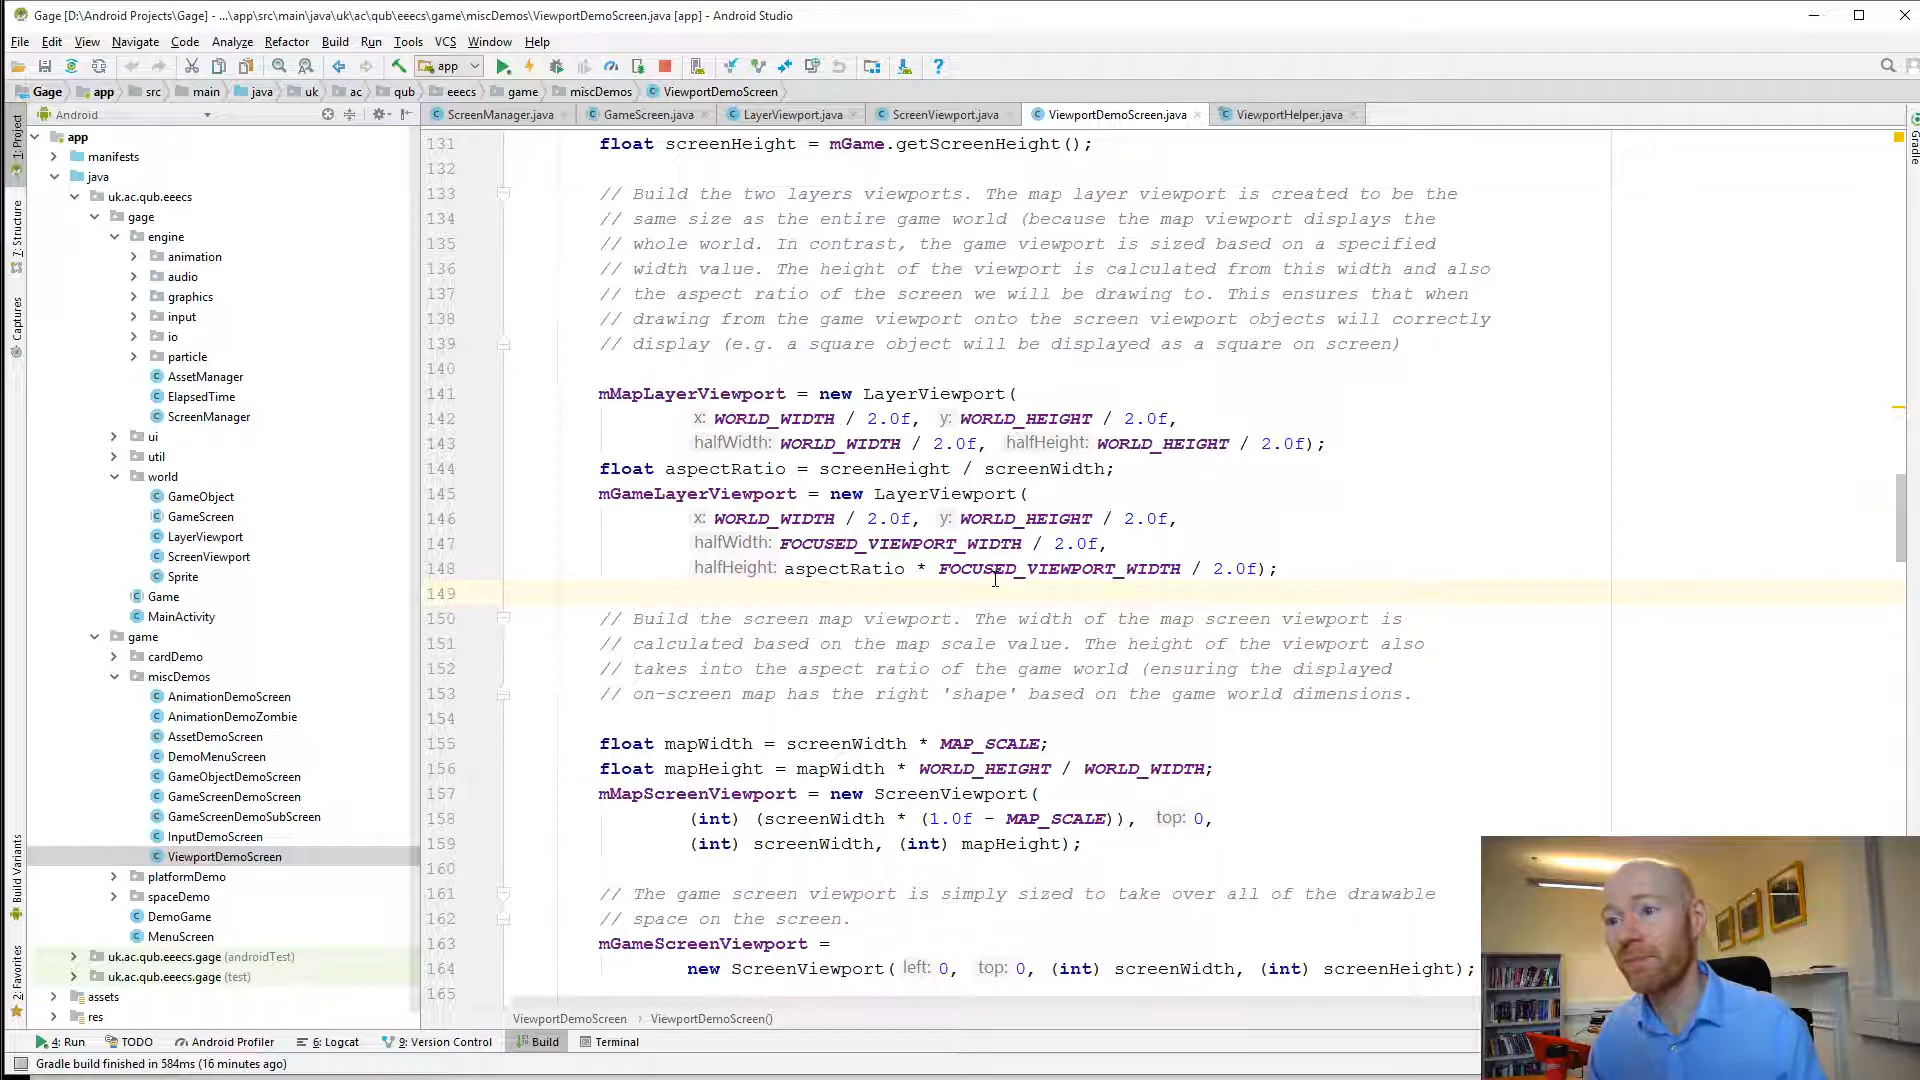 Gage [D:\Android Projects\Gage] - ...\app\src\main\java\uk\ac\qub\eeecs\game\miscDemos\ViewportDemoScreen.java [app] - Android Studio
File Edit View Navigate Code Analyze Refactor Build Run Tools VCS Window Help
app
Gage app src main java uk ac qub eeecs game miscDemos ViewportDemoScreen
Android
ScreenManager.java GameScreen.java LayerViewport.java ScreenViewport.java ViewportDemoScreen.java ViewportHelper.java
1: Project
7: Structure
Captures
Build Variants
2: Favorites
Gradle
app
manifests
java
uk.ac.qub.eeecs
gage
engine
animation
audio
graphics
input
io
particle
AssetManager
ElapsedTime
ScreenManager
ui
util
world
GameObject
GameScreen
LayerViewport
ScreenViewport
Sprite
Game
MainActivity
game
cardDemo
miscDemos
AnimationDemoScreen
AnimationDemoZombie
AssetDemoScreen
DemoMenuScreen
GameObjectDemoScreen
GameScreenDemoScreen
GameScreenDemoSubScreen
InputDemoScreen
ViewportDemoScreen
platformDemo
spaceDemo
DemoGame
MenuScreen
uk.ac.qub.eeecs.gage (androidTest)
uk.ac.qub.eeecs.gage (test)
assets
res
131 float screenHeight = mGame.getScreenHeight();
132
133 // Build the two layers viewports. The map layer viewport is created to be the
134 // same size as the entire game world (because the map viewport displays the
135 // whole world. In contrast, the game viewport is sized based on a specified
136 // width value. The height of the viewport is calculated from this width and also
137 // the aspect ratio of the screen we will be drawing to. This ensures that when
138 // drawing from the game viewport onto the screen viewport objects will correctly
139 // display (e.g. a square object will be displayed as a square on screen)
140
141 mMapLayerViewport = new LayerViewport(
142 x: WORLD_WIDTH / 2.0f, y: WORLD_HEIGHT / 2.0f,
143 halfWidth: WORLD_WIDTH / 2.0f, halfHeight: WORLD_HEIGHT / 2.0f);
144 float aspectRatio = screenHeight / screenWidth;
145 mGameLayerViewport = new LayerViewport(
146 x: WORLD_WIDTH / 2.0f, y: WORLD_HEIGHT / 2.0f,
147 halfWidth: FOCUSED_VIEWPORT_WIDTH / 2.0f,
148 halfHeight: aspectRatio * FOCUSED_VIEWPORT_WIDTH / 2.0f);
149
150 // Build the screen map viewport. The width of the map screen viewport is
151 // calculated based on the map scale value. The height of the viewport also
152 // takes into the aspect ratio of the game world (ensuring the displayed
153 // on-screen map has the right 'shape' based on the game world dimensions.
154
155 float mapWidth = screenWidth * MAP_SCALE;
156 float mapHeight = mapWidth * WORLD_HEIGHT / WORLD_WIDTH;
157 mMapScreenViewport = new ScreenViewport(
158 (int) (screenWidth * (1.0f - MAP_SCALE)), top: 0,
159 (int) screenWidth, (int) mapHeight);
160
161 // The game screen viewport is simply sized to take over all of the drawable
162 // space on the screen.
163 mGameScreenViewport =
164 new ScreenViewport( left: 0, top: 0, (int) screenWidth, (int) screenHeight);
165
ViewportDemoScreen › ViewportDemoScreen()
4: Run TODO Android Profiler 6: Logcat 9: Version Control Build Terminal
Gradle build finished in 584ms (16 minutes ago)